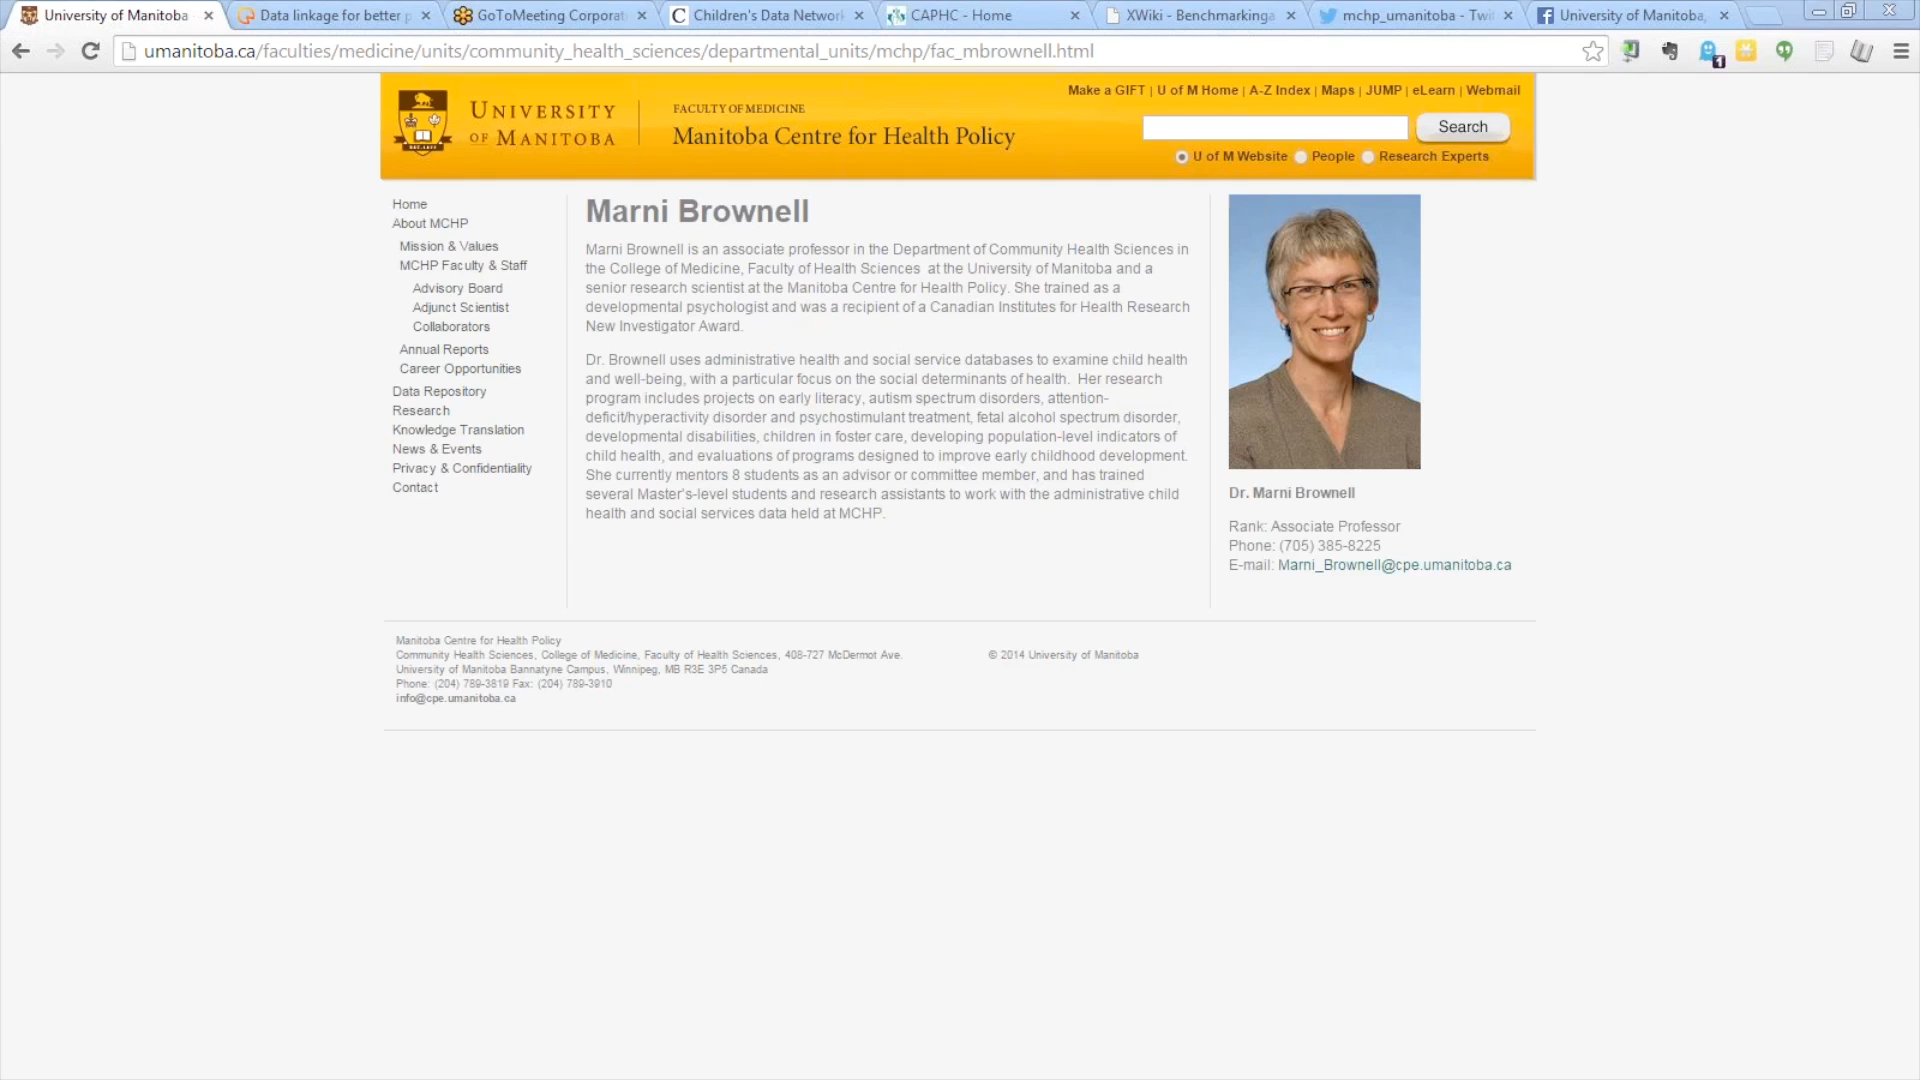 University of Manitoba
Data linkage for better p
GoToMeeting Corporat
Children's Data Network
CAPHC - Home
XWiki - Benchmarkinga
mchp_umanitoba - Twit
University of Manitoba,
umanitoba.ca/faculties/medicine/units/community_health_sciences/departmental_units/mchp/fac_mbrownell.html
UNIVERSITY
OF MANITOBA
FACULTY OF MEDICINE
Manitoba Centre for Health Policy
Make a GIFT | U of M Home | A-Z Index | Maps | JUMP | eLearn | Webmail
Search
U of M Website People Research Experts
Home
About MCHP
Mission & Values
MCHP Faculty & Staff
Advisory Board
Adjunct Scientist
Collaborators
Annual Reports
Career Opportunities
Data Repository
Research
Knowledge Translation
News & Events
Privacy & Confidentiality
Contact
Marni Brownell
Marni Brownell is an associate professor in the Department of Community Health Sciences in
the College of Medicine, Faculty of Health Sciences at the University of Manitoba and a
senior research scientist at the Manitoba Centre for Health Policy. She trained as a
developmental psychologist and was a recipient of a Canadian Institutes for Health Research
New Investigator Award.
Dr. Brownell uses administrative health and social service databases to examine child health
and well-being, with a particular focus on the social determinants of health. Her research
program includes projects on early literacy, autism spectrum disorders, attention-
deficit/hyperactivity disorder and psychostimulant treatment, fetal alcohol spectrum disorder,
developmental disabilities, children in foster care, developing population-level indicators of
child health, and evaluations of programs designed to improve early childhood development.
She currently mentors 8 students as an advisor or committee member, and has trained
several Master's-level students and research assistants to work with the administrative child
health and social services data held at MCHP.
Dr. Marni Brownell
Rank: Associate Professor
Phone: (705) 385-8225
E-mail: Marni_Brownell@cpe.umanitoba.ca
Manitoba Centre for Health Policy
Community Health Sciences, College of Medicine, Faculty of Health Sciences, 408-727 McDermot Ave.
University of Manitoba Bannatyne Campus, Winnipeg, MB R3E 3P5 Canada
Phone: (204) 789-3819 Fax: (204) 789-3910
info@cpe.umanitoba.ca
© 2014 University of Manitoba